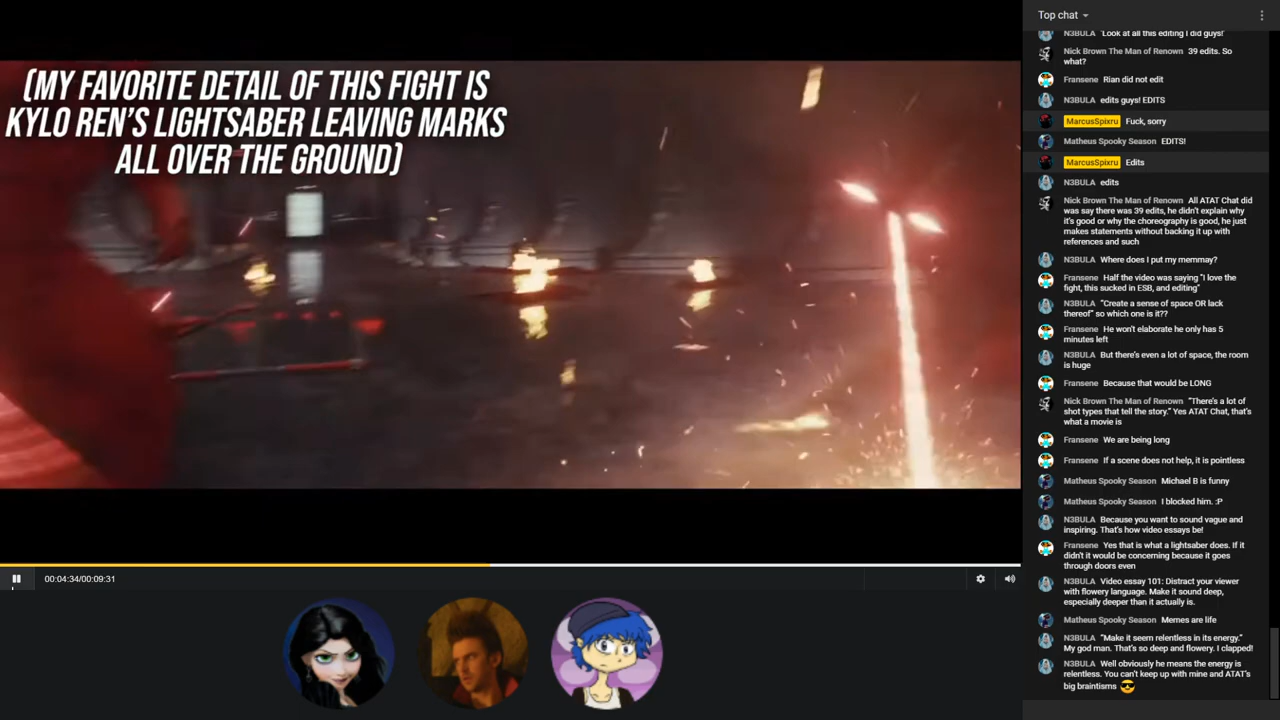 (MY FAVORITE DETAIL OF THIS FIGHT IS
KYLO REN'S LIGHTSABER LEAVING MARKS
ALL OVER THE GROUND)
00:04:34/00:09:31
Top chat
N3BULA "Look at all this editing I did guys!"
Nick Brown The Man of Renown 39 edits. So
what?
Fransene Rian did not edit
N3BULA edits guys! EDITS
MarcusSpixru Fuck, sorry
Matheus Spooky Season EDITS!
MarcusSpixru Edits
N3BULA edits
Nick Brown The Man of Renown All ATAT Chat did
was say there was 39 edits, he didn't explain why
it's good or why the choreography is good, he just
makes statements without backing it up with
references and such
N3BULA Where does I put my memmay?
Fransene Half the video was saying "I love the
fight, this sucked in ESB, and editing"
N3BULA "Create a sense of space OR lack
thereof" so which one is it??
Fransene He won't elaborate he only has 5
minutes left
N3BULA But there's even a lot of space, the room
is huge
Fransene Because that would be LONG
Nick Brown The Man of Renown "There's a lot of
shot types that tell the story." Yes ATAT Chat, that's
what a movie is
Fransene We are being long
Fransene If a scene does not help, it is pointless
Matheus Spooky Season Michael B is funny
Matheus Spooky Season I blocked him. :P
N3BULA Because you want to sound vague and
inspiring. That's how video essays be!
Fransene Yes that is what a lightsaber does. If it
didn't it would be concerning because it goes
through doors even
N3BULA Video essay 101: Distract your viewer
with flowery language. Make it sound deep,
especially deeper than it actually is.
Matheus Spooky Season Memes are life
N3BULA "Make it seem relentless in its energy."
My god man. That's so deep and flowery. I clapped!
N3BULA Well obviously he means the energy is
relentless. You can't keep up with mine and ATAT's
big braintisms 😎